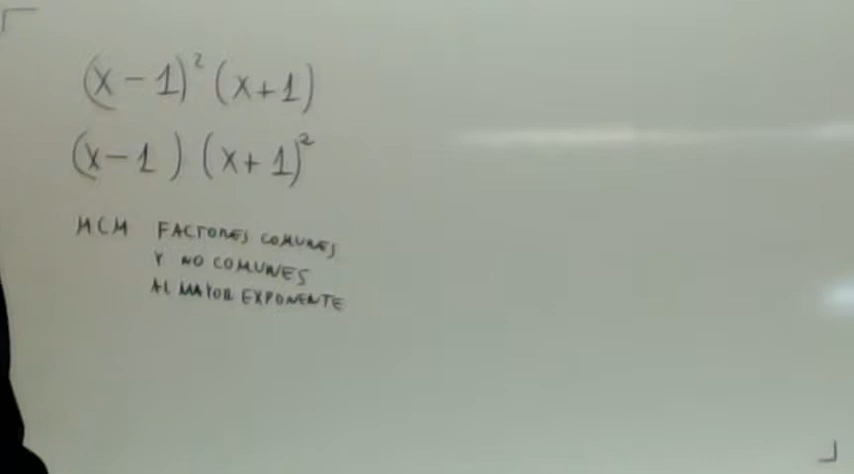 (x-1)² (x+1)
(x-1) (x+1)²
MCM FACTORES COMUNES
Y NO COMUNES
AL MAYOR EXPONENTE